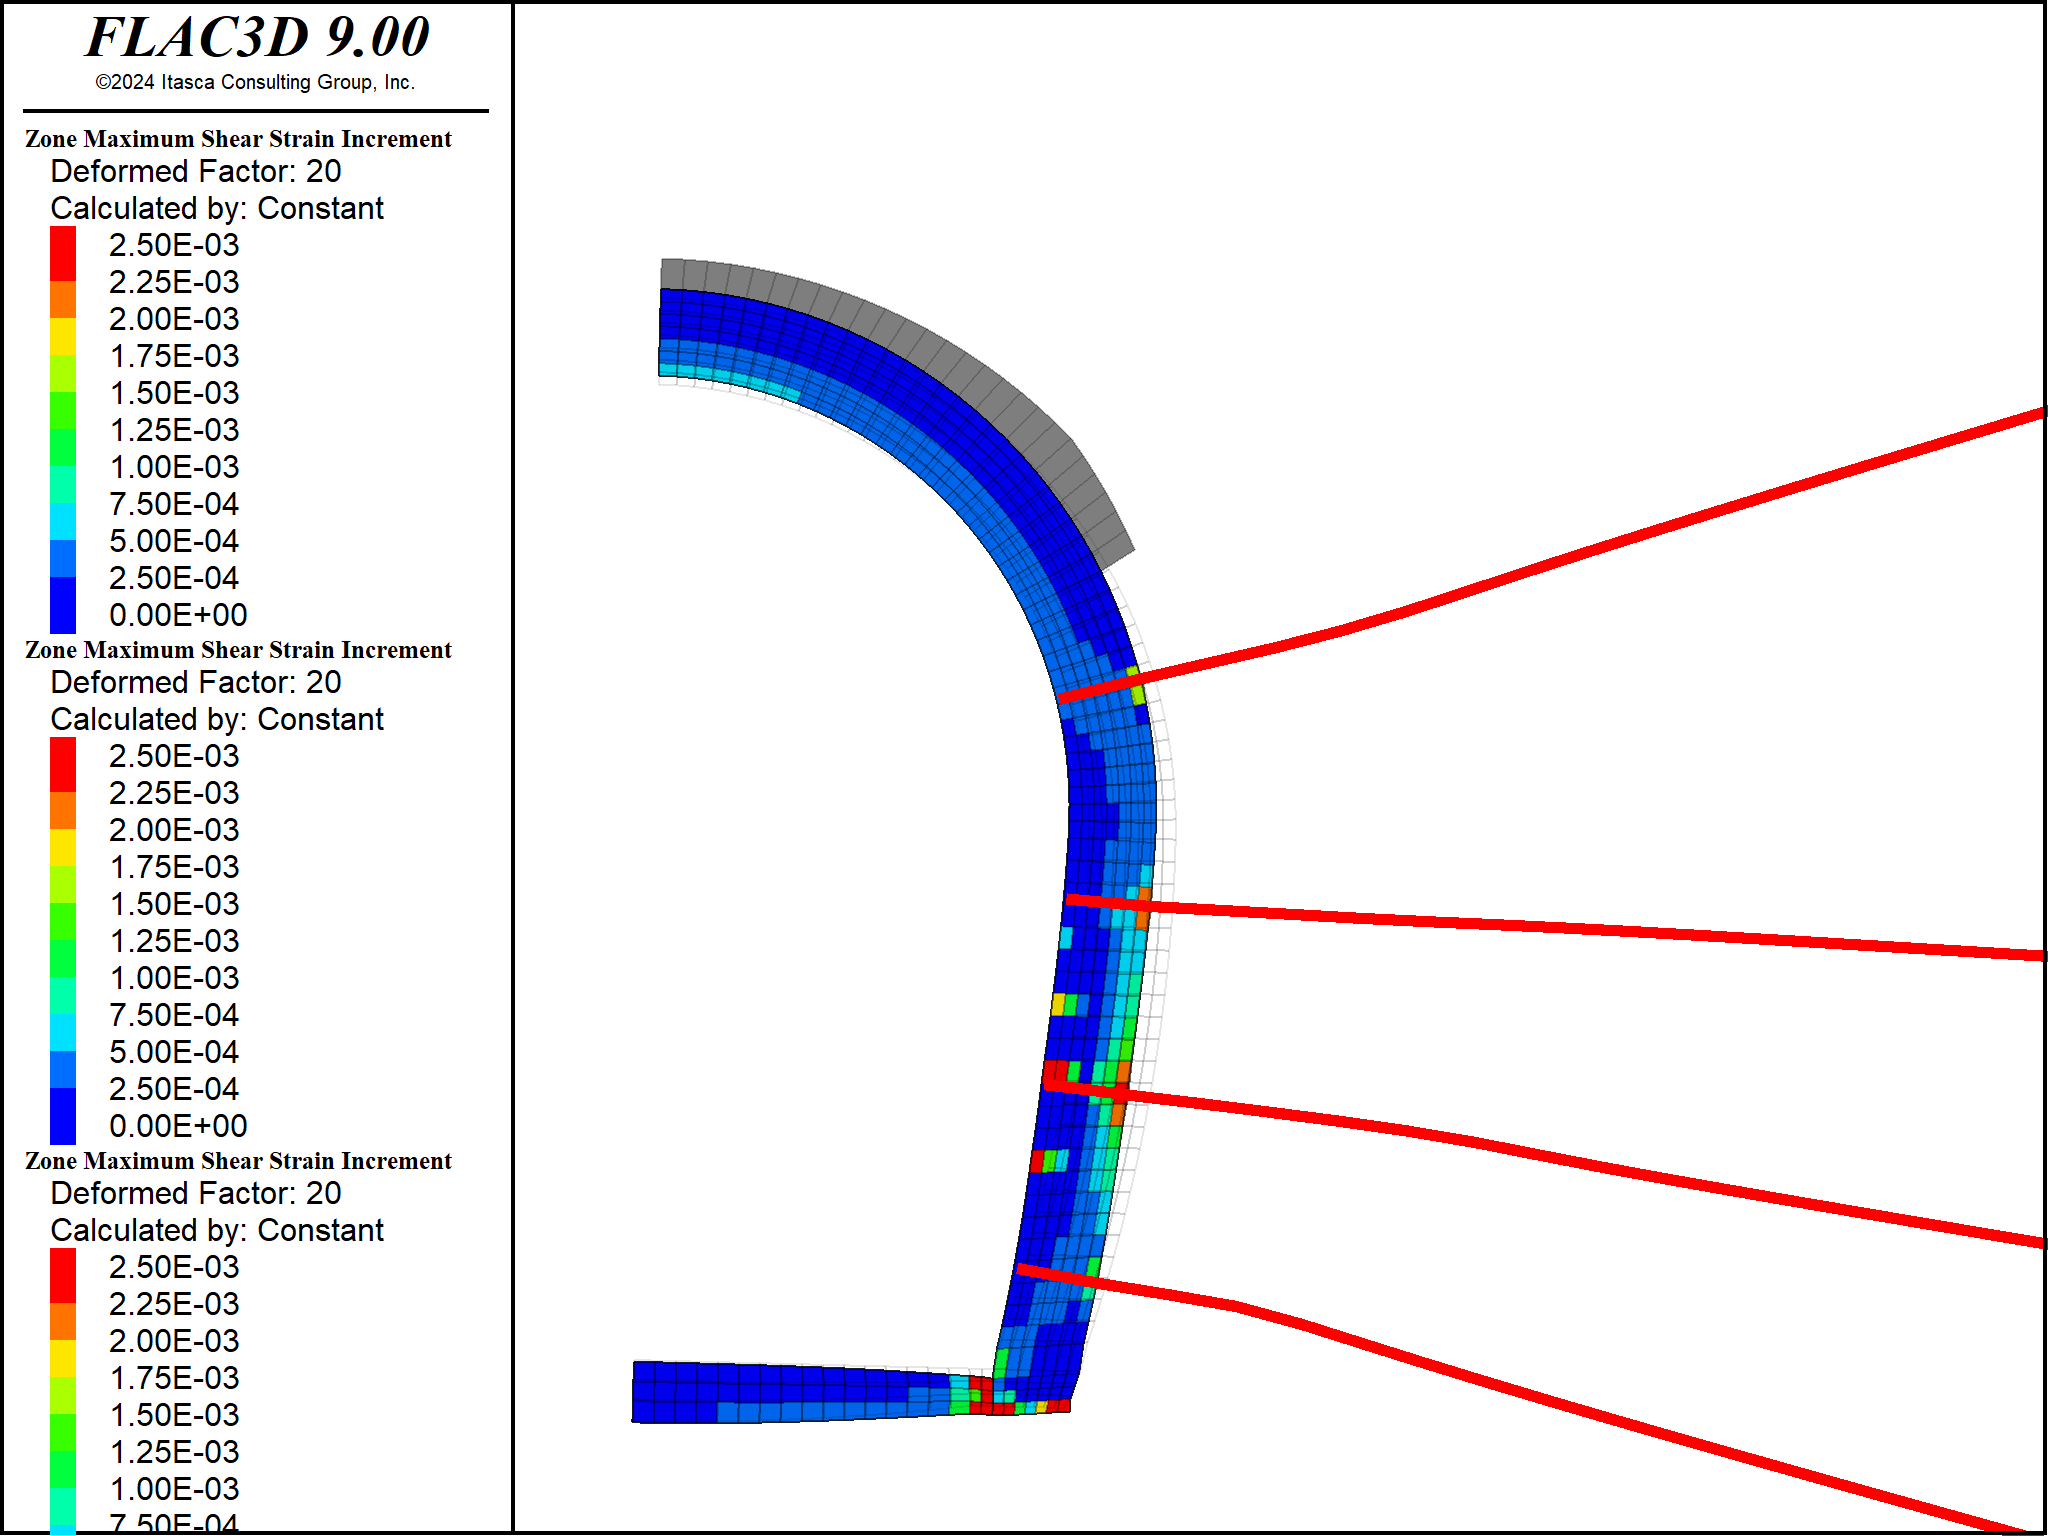 FLAC3D 9.00
©2024 Itasca Consulting Group, Inc.
Zone Maximum Shear Strain Increment
Deformed Factor: 20
Calculated by: Constant
2.50E-03
2.25E-03
2.00E-03
1.75E-03
1.50E-03
1.25E-03
1.00E-03
7.50E-04
5.00E-04
2.50E-04
0.00E+00
Zone Maximum Shear Strain Increment
Deformed Factor: 20
Calculated by: Constant
2.50E-03
2.25E-03
2.00E-03
1.75E-03
1.50E-03
1.25E-03
1.00E-03
7.50E-04
5.00E-04
2.50E-04
0.00E+00
Zone Maximum Shear Strain Increment
Deformed Factor: 20
Calculated by: Constant
2.50E-03
2.25E-03
2.00E-03
1.75E-03
1.50E-03
1.25E-03
1.00E-03
7.50E-04